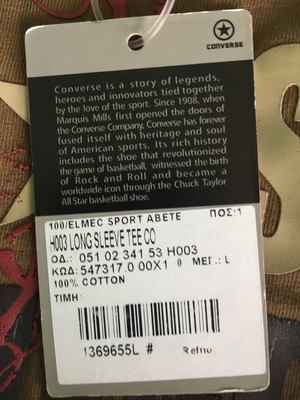 CONVERSE
Converse is a story of legends,
heroes and innovators tied together
by the love of the sport. Since 1908, when
Marquis Mills first opened the doors of
the Converse Company, Converse has forever
fused itself with heritage and soul
of American sports. Its rich history
includes the shoe that revolutionized
the game of basketball, witnessed the birth
of Rock and Roll and became a
worldwide icon through the Chuck Taylor
All Star basketball shoe.
100/ELMEC SPORT ABETE ΠΟΣ:1
H003 LONG SLEEVE TEE CO
ΟΔ.: 051 02 341 53 H003
ΚΩΔ: 547317.0 00X1 0 ΜΕΓ.: L
100% COTTON
ΤΙΜΗ:
1369655L # Refno.